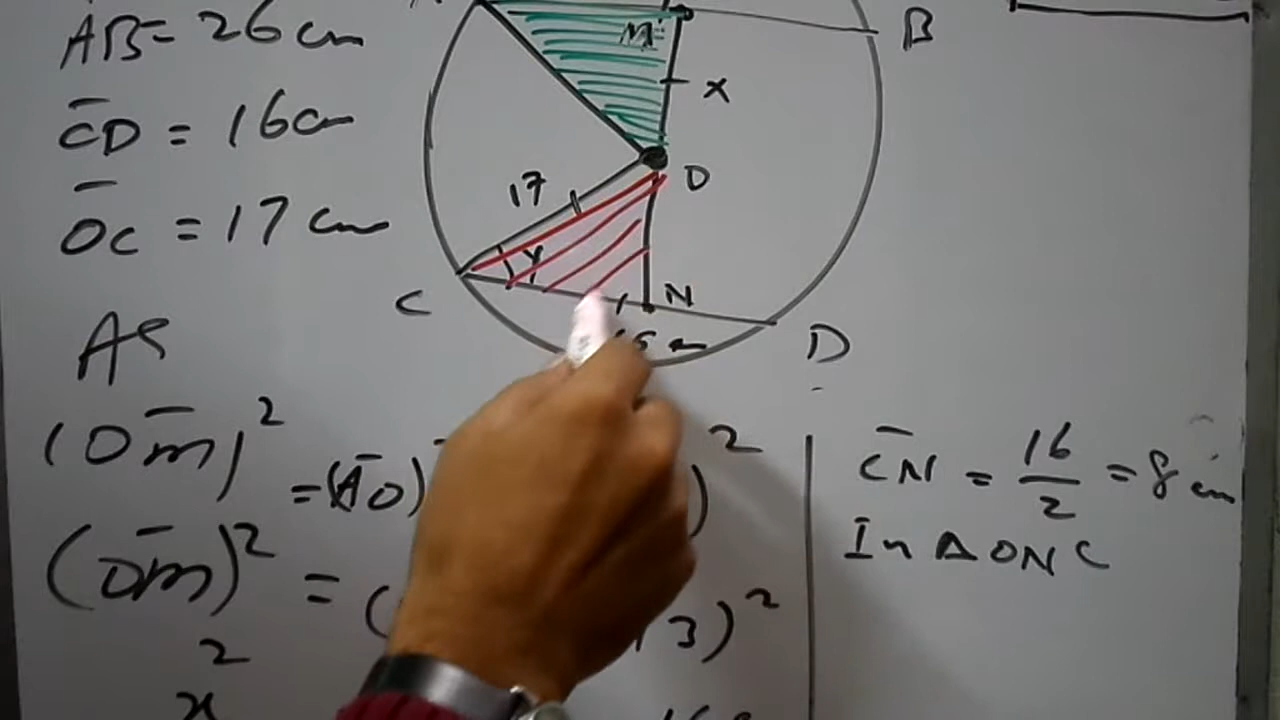 AB = 26 cm
CD = 16 cm
OC = 17 cm
As
M
B
x
O
17
y
C
N
D
(Om)² = (AO)
(Om)² = (
3)²
x²
CN = 16/2 = 8 cm
In Δ ONC